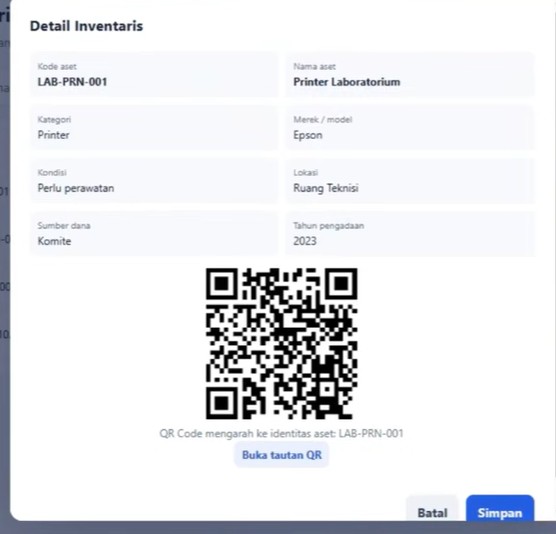 Detail Inventaris
Kode aset
LAB-PRN-001
Nama aset
Printer Laboratorium
Kategori
Printer
Merek / model
Epson
Kondisi
Perlu perawatan
Lokasi
Ruang Teknisi
Sumber dana
Komite
Tahun pengadaan
2023
QR Code mengarah ke identitas aset: LAB-PRN-001
Buka tautan QR
Batal
Simpan